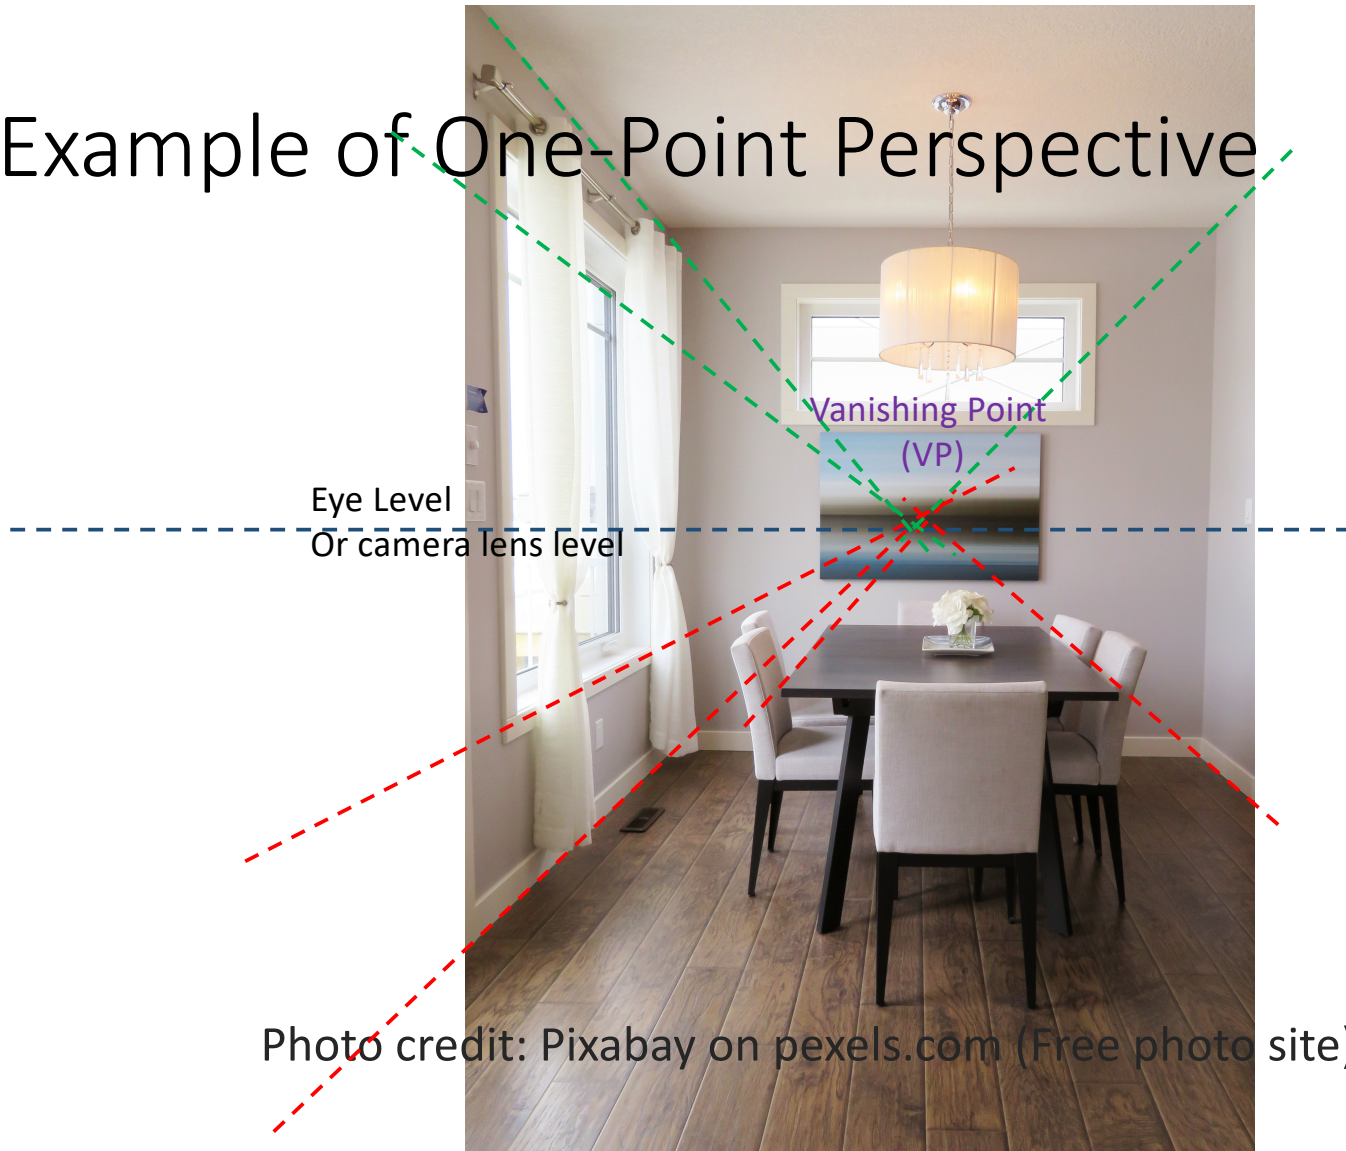 Example of One-Point Perspective
Vanishing Point
(VP)
Eye Level
Or camera lens level
Photo credit: Pixabay on pexels.com (Free photo site)